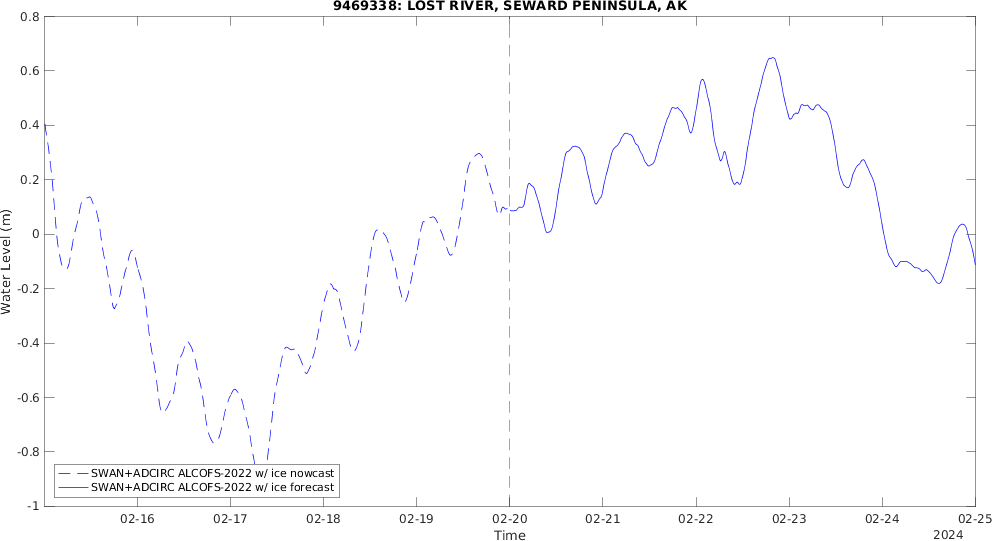 9469338: LOST RIVER, SEWARD PENINSULA, AK
0.8
0.6
0.4
0.2
0
-0.2
-0.4
-0.6
-0.8
-1
Water Level (m)
SWAN+ADCIRC ALCOFS-2022 w/ ice nowcast
SWAN+ADCIRC ALCOFS-2022 w/ ice forecast
02-16 02-17 02-18 02-19 02-20 02-21 02-22 02-23 02-24 02-25
Time
2024